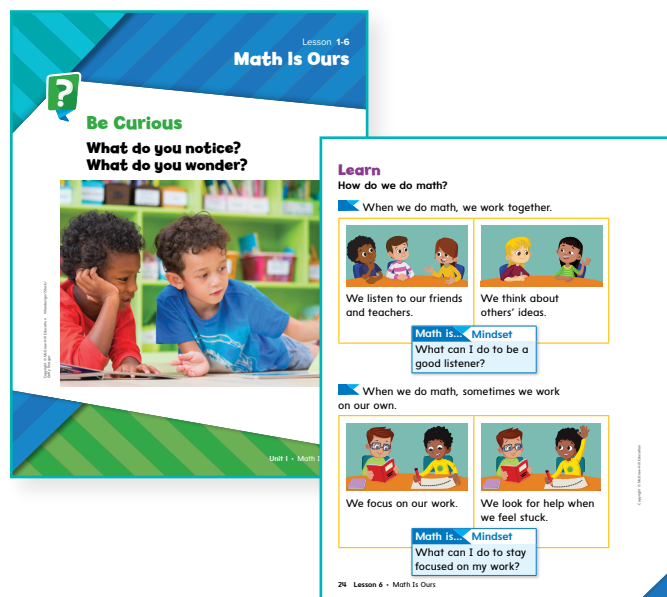 Lesson 1-6
Math Is Ours
?
Be Curious
What do you notice?
What do you wonder?
Unit 1 • Math I
Learn
How do we do math?
When we do math, we work together.
We listen to our friends
and teachers.
We think about
others’ ideas.
Math is... Mindset
What can I do to be a
good listener?
When we do math, sometimes we work
on our own.
We focus on our work.
We look for help when
we feel stuck.
Math is... Mindset
What can I do to stay
focused on my work?
24 Lesson 6 • Math Is Ours